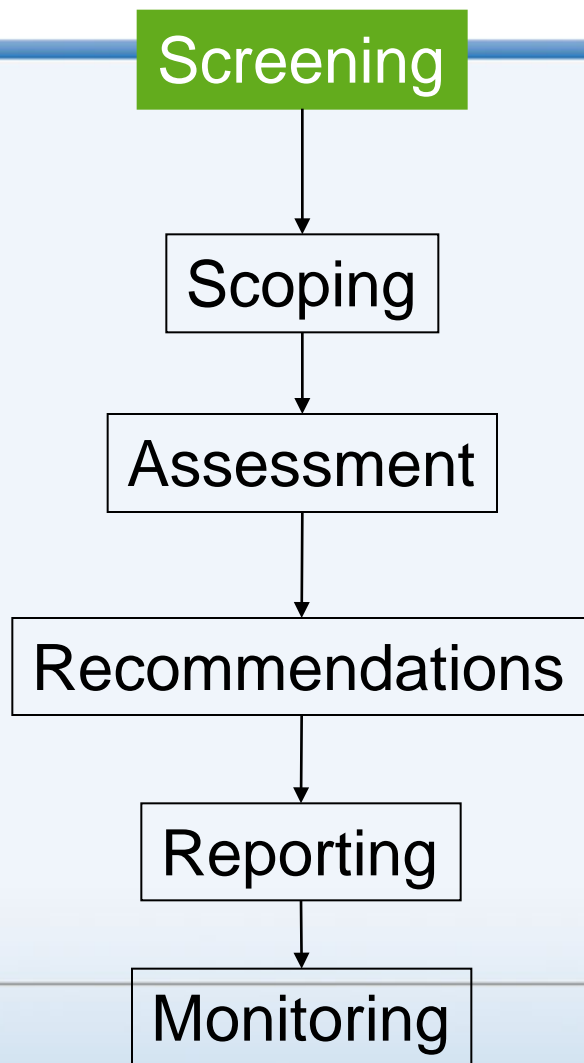 Screening
Scoping
Assessment
Recommendations
Reporting
Monitoring